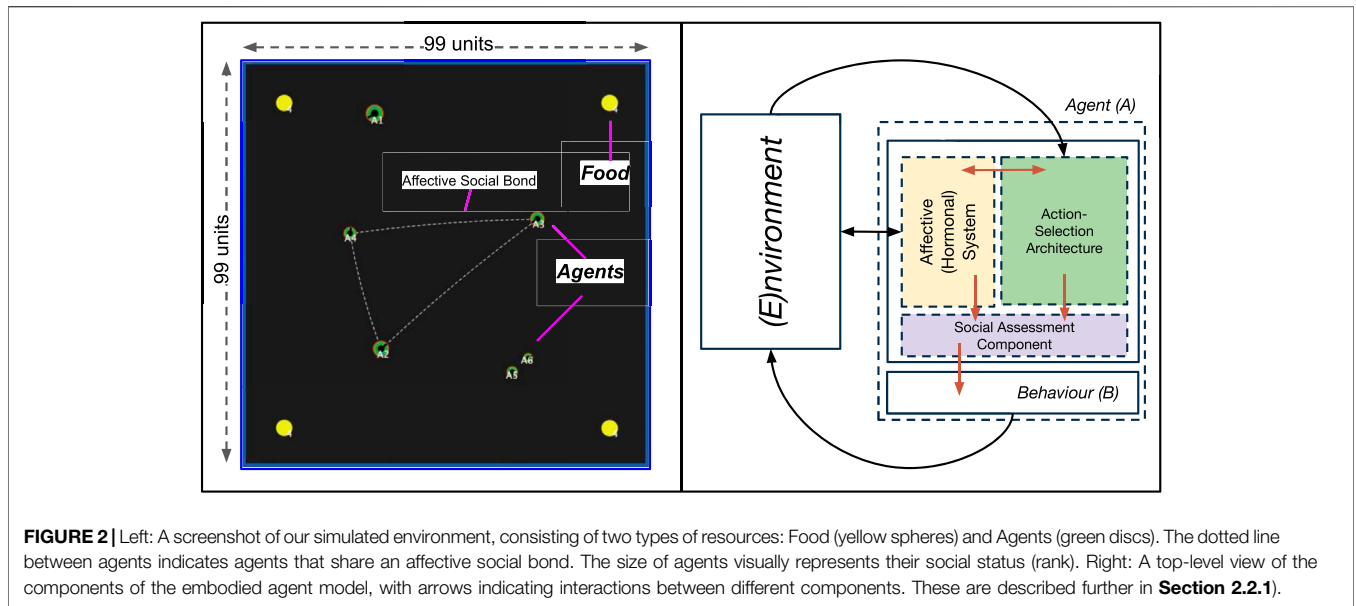 99 units
99 units
A1
Food
Affective Social Bond
A3
A4
Agents
A2
A6
A5
(E)nvironment
Agent (A)
Affective
(Hormonal)
System
Action-
Selection
Architecture
Social Assessment
Component
Behaviour (B)
FIGURE 2 | Left: A screenshot of our simulated environment, consisting of two types of resources: Food (yellow spheres) and Agents (green discs). The dotted line
between agents indicates agents that share an affective social bond. The size of agents visually represents their social status (rank). Right: A top-level view of the
components of the embodied agent model, with arrows indicating interactions between different components. These are described further in Section 2.2.1).